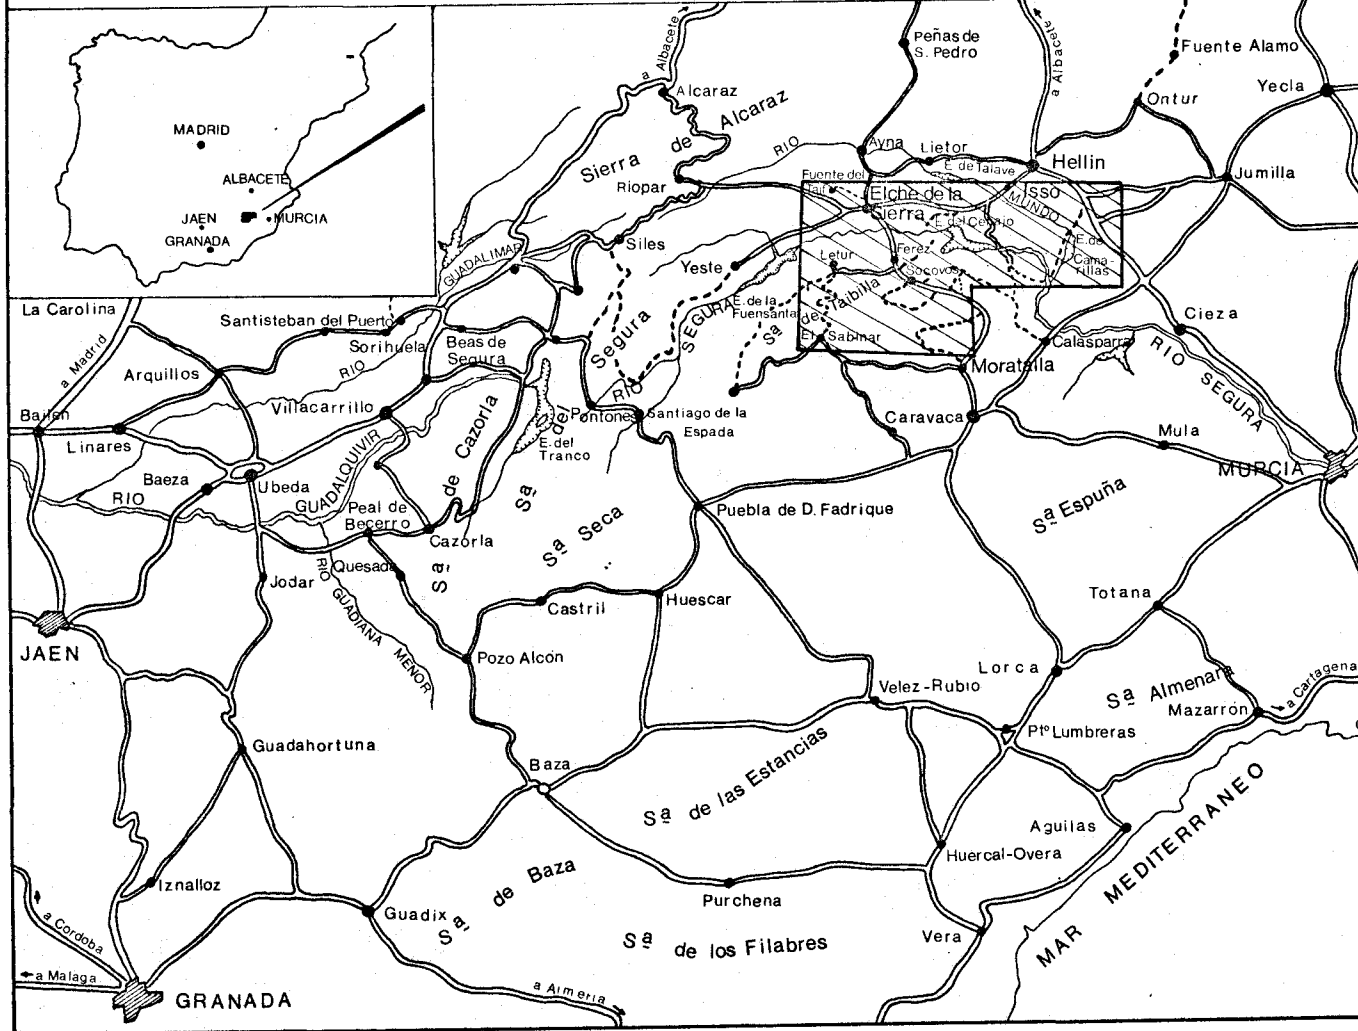 MADRID
ALBACETE
JAEN
MURCIA
GRANADA
a Albacete
Peñas de
S. Pedro
a Albacete
Fuente Alamo
Yecla
Ontur
Alcaraz
Sierra de Alcaraz
RIO
Ayna
Lietor
E. de Talave
Hellin
Jumilla
Riopar
Fuente del
Taif
Elche de la
Sierra
Isso
MUNDO
E. del Cenajo
E. de
Cama-
rillas
GUADALIMAR
Siles
Yeste
Letur
Ferez
Socovos
La Carolina
a Madrid
Santisteban del Puerto
Sorihuela
Beas de
Segura
Segura
SEGURA
E. de la
Fuensanta
Sª de Taibilla
El Sabinar
Cieza
Calasparra
RIO SEGURA
Arquillos
RIO
Villacarrillo
RIO
Moratalla
Bailén
Linares
Pontones
Santiago de la
Espada
Caravaca
Mula
MURCIA
E. del
Tranco
Baeza
Ubeda
RIO
GUADALQUIVIR
Peal de
Becerro
Sª de Cazorla
Sª del
Sª Seca
Puebla de D. Fadrique
Sª Espuña
Cazorla
Quesada
Jodar
RIO GUADIANA MENOR
Castril
Huescar
Totana
JAEN
Pozo Alcón
Lorca
Velez-Rubio
Sª Almenara
a Cartagena
Mazarrón
Ptº Lumbreras
Guadahortuna
Baza
Sª de las Estancias
Aguilas
Huercal-Overa
MAR MEDITERRANEO
Iznalloz
Guadix
Sª de Baza
Purchena
Vera
Sª de los Filabres
a Cordoba
a Malaga
a Almeria
GRANADA